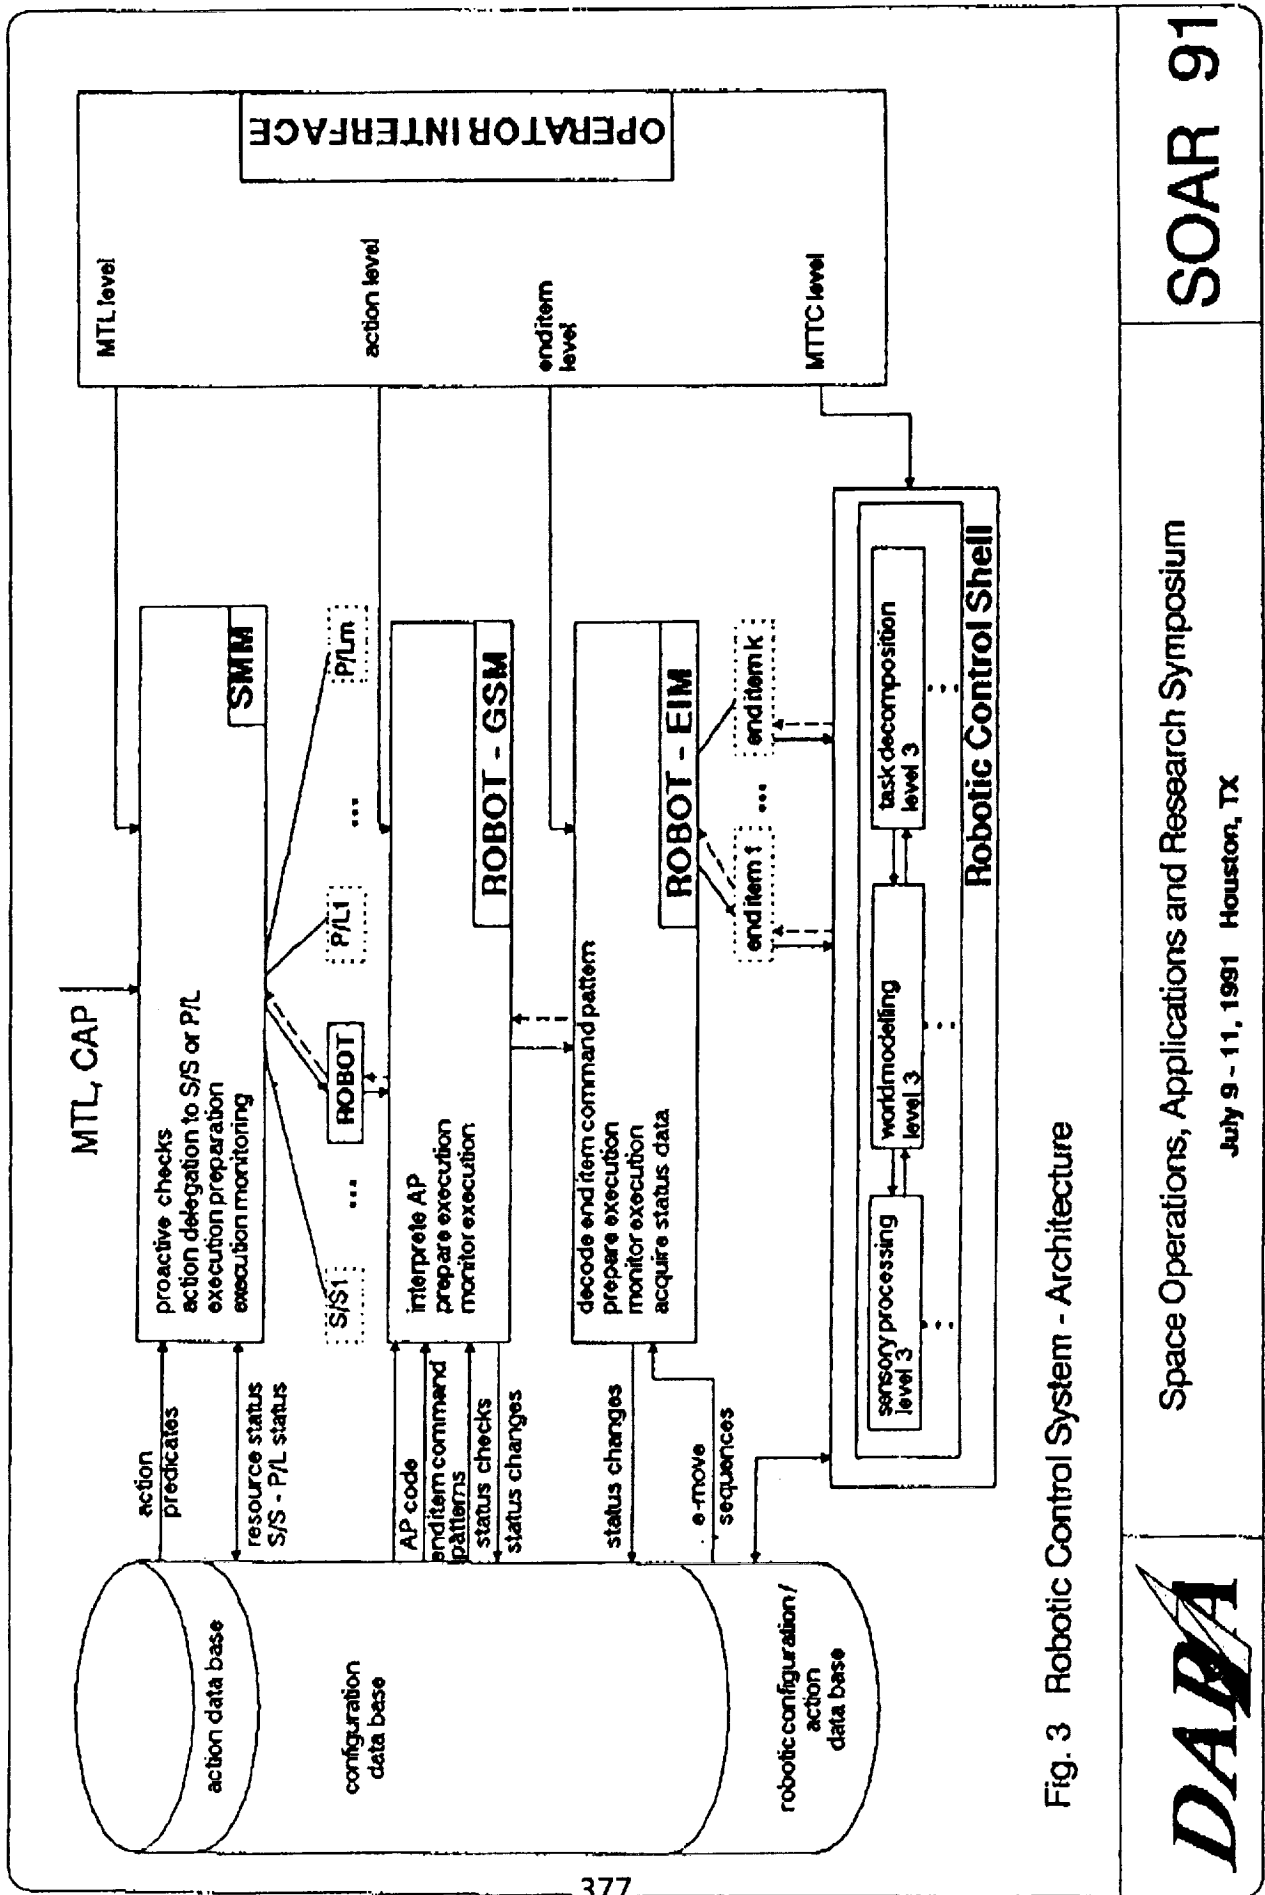 MTL, CAP
action
predicates
resource status
S/S - P/L status
proactive checks
action delegation to S/S or P/L
execution preparation
execution monitoring
SMM
MTL level
OPERATOR INTERFACE
action level
end item
level
MTTC level
S/S1
...
ROBOT
P/L1
...
P/Lm
action data base
configuration
data base
robotic configuration /
action
data base
AP code
end item command
patterns
status checks
status changes
interprete AP
prepare execution
monitor execution
ROBOT - GSM
status changes
e-move
sequences
decode end item command pattern
prepare execution
monitor execution
acquire status data
ROBOT - EIM
end item 1
...
end item k
sensory processing
level 3
world modelling
level 3
task decomposition
level 3
...
...
...
Robotic Control Shell
Fig. 3 Robotic Control System - Architecture
DARA
Space Operations, Applications and Research Symposium
July 9 - 11, 1991 Houston, TX
SOAR 91
377